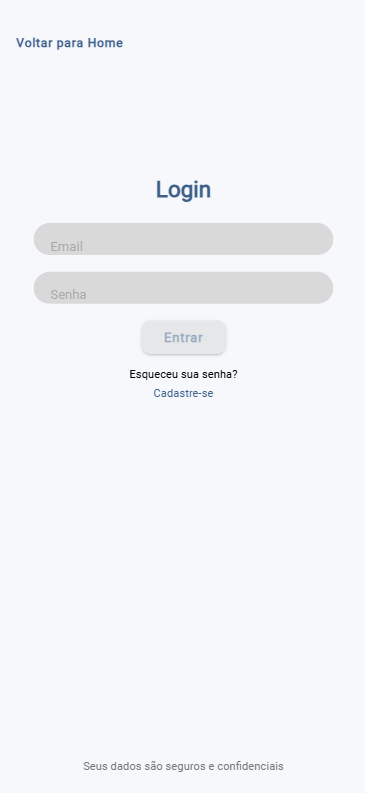 Voltar para Home
Login
Email
Senha
Entrar
Esqueceu sua senha?
Cadastre-se
Seus dados são seguros e confidenciais